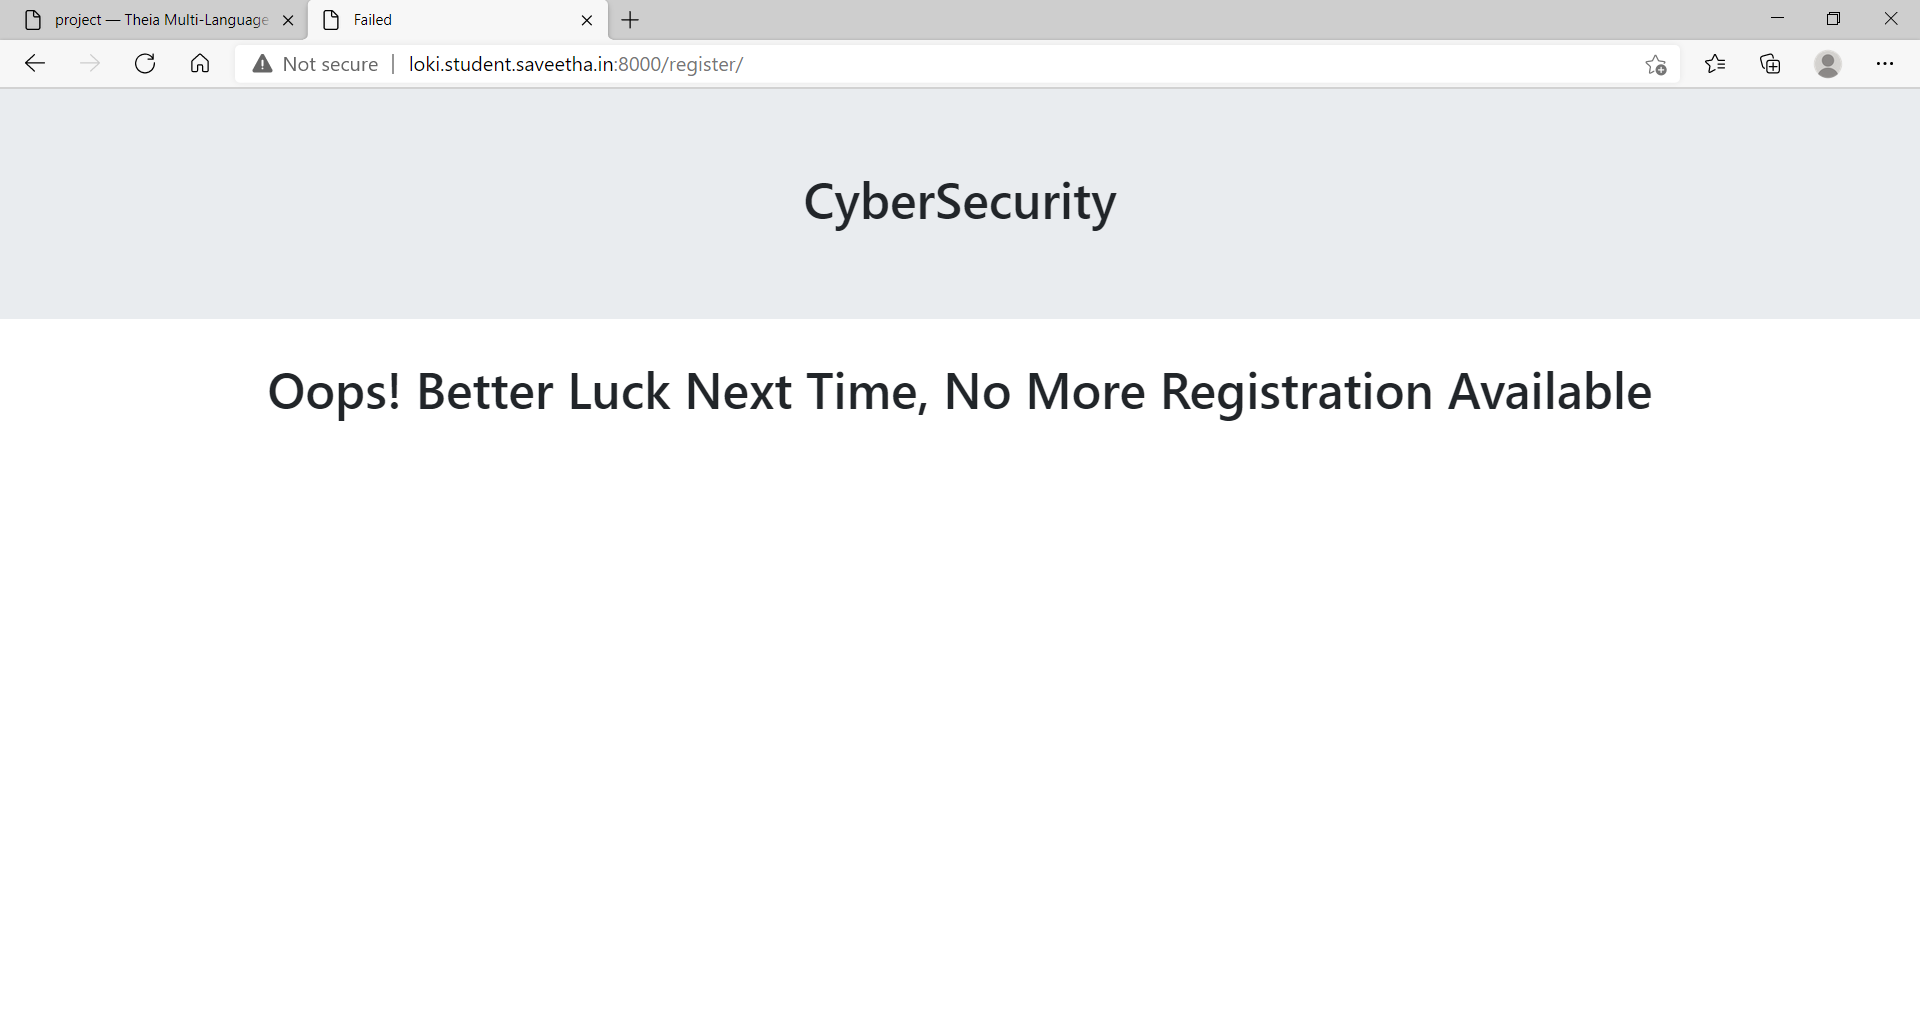 project — Theia Multi-Language
Failed
Not secure
loki.student.saveetha.in:8000/register/
CyberSecurity
Oops! Better Luck Next Time, No More Registration Available